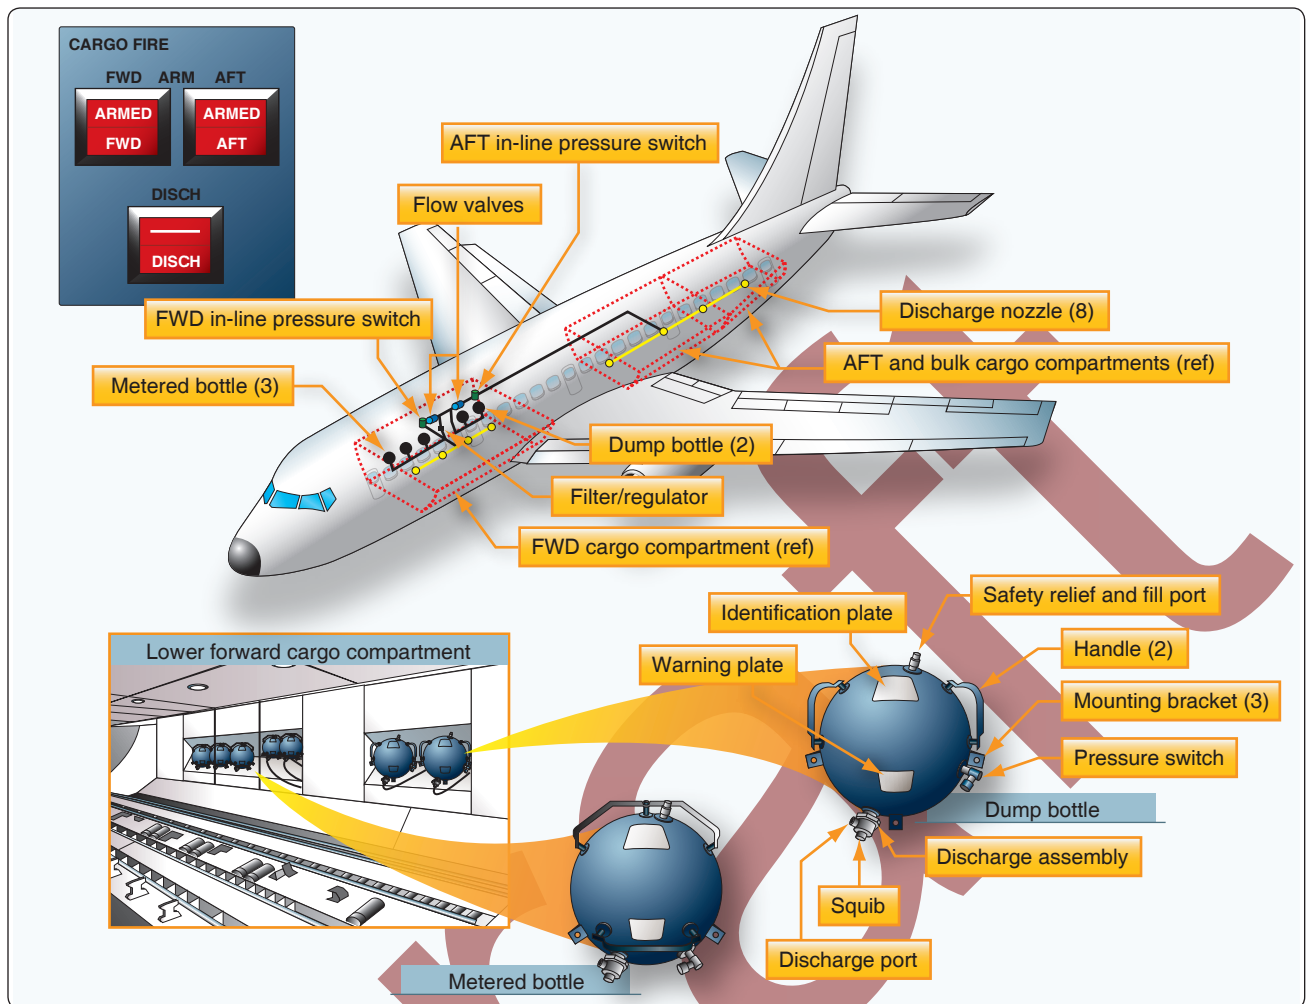 CARGO FIRE
FWD ARM AFT
ARMED
FWD
ARMED
AFT
DISCH
DISCH
AFT in-line pressure switch
Flow valves
FWD in-line pressure switch
Metered bottle (3)
Discharge nozzle (8)
AFT and bulk cargo compartments (ref)
Dump bottle (2)
Filter/regulator
FWD cargo compartment (ref)
Lower forward cargo compartment
Identification plate
Safety relief and fill port
Warning plate
Handle (2)
Mounting bracket (3)
Pressure switch
Dump bottle
Discharge assembly
Squib
Discharge port
Metered bottle